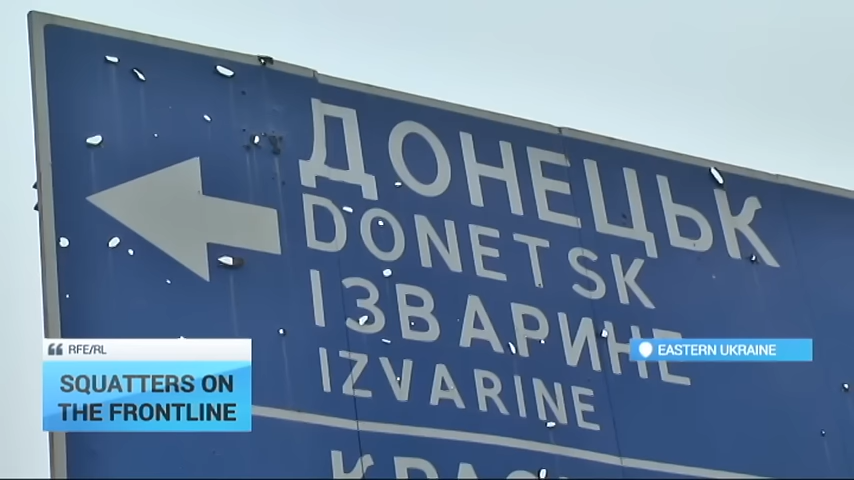 ДОНЕЦЬК
DONETSK
ІЗВАРИНЕ
IZVARINE
RFE/RL
SQUATTERS ON
THE FRONTLINE
EASTERN UKRAINE